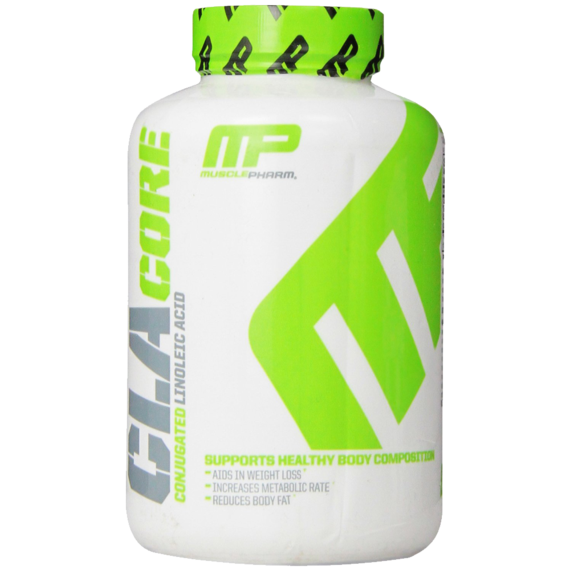 MP
MUSCLEPHARM
CLA CORE
CONJUGATED LINOLEIC ACID
SUPPORTS HEALTHY BODY COMPOSITION
*AIDS IN WEIGHT LOSS*
*INCREASES METABOLIC RATE*
*REDUCES BODY FAT*